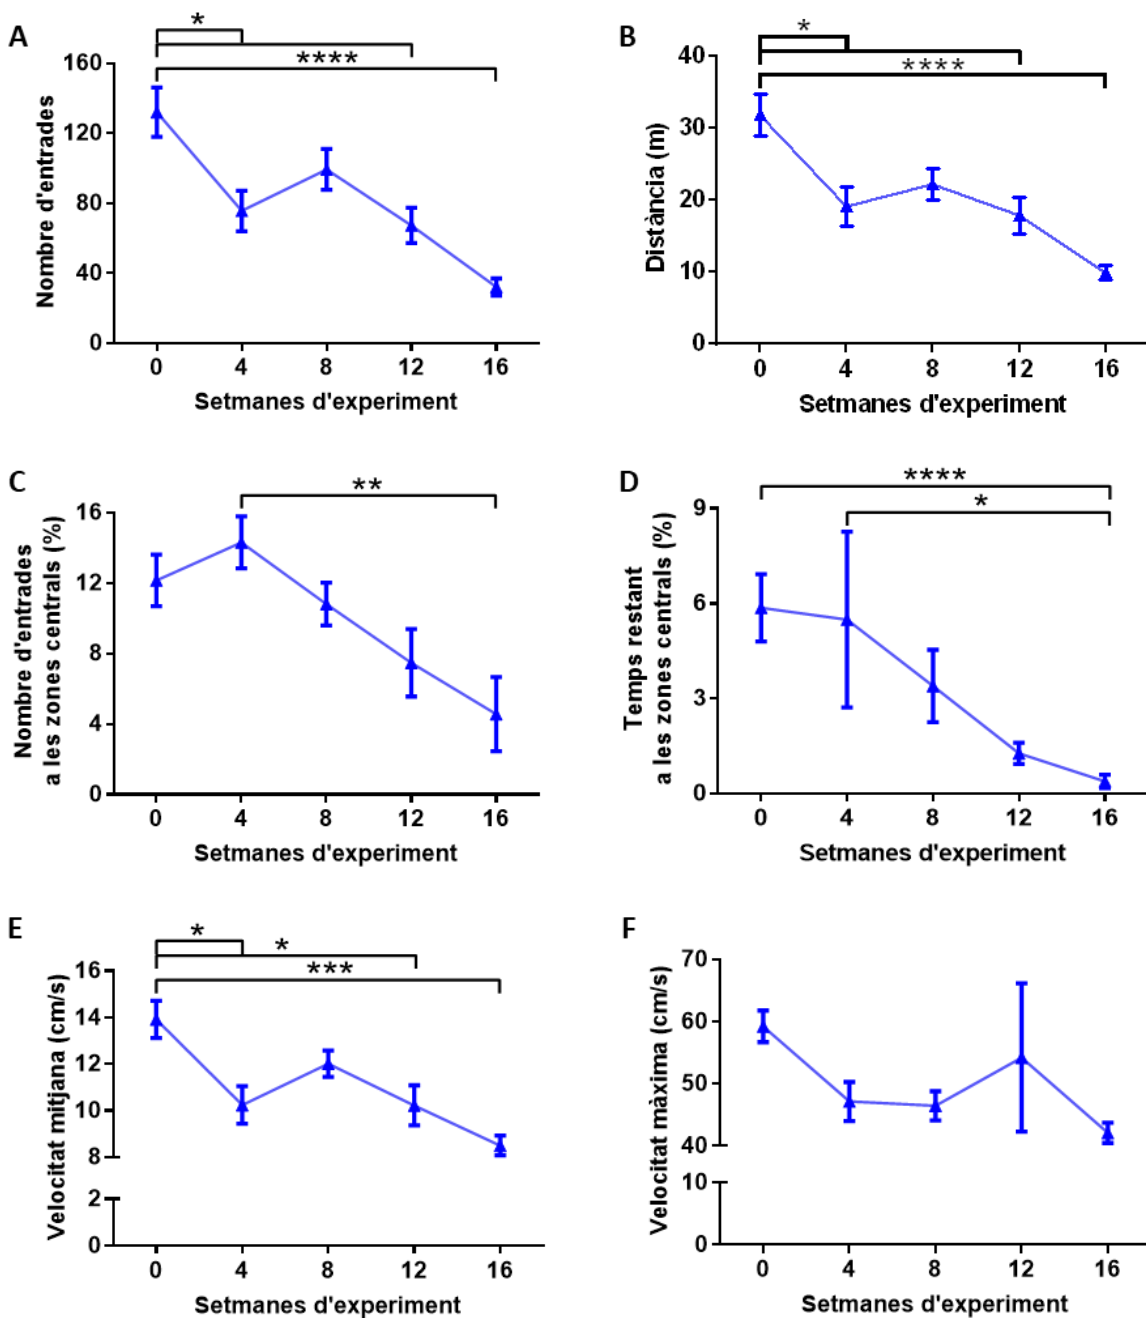 A
*
****
160
120
80
40
0
Nombre d'entrades
0 4 8 12 16
Setmanes d'experiment
B
*
****
40
30
20
10
0
Distància (m)
0 4 8 12 16
Setmanes d'experiment
C
**
16
12
8
4
0
Nombre d'entrades
a les zones centrals (%)
0 4 8 12 16
Setmanes d'experiment
D
****
*
9
6
3
0
Temps restant
a les zones centrals (%)
0 4 8 12 16
Setmanes d'experiment
E
*
*
***
16
14
12
10
8
2
0
Velocitat mitjana (cm/s)
0 4 8 12 16
Setmanes d'experiment
F
70
60
50
40
10
0
Velocitat màxima (cm/s)
0 4 8 12 16
Setmanes d'experiment